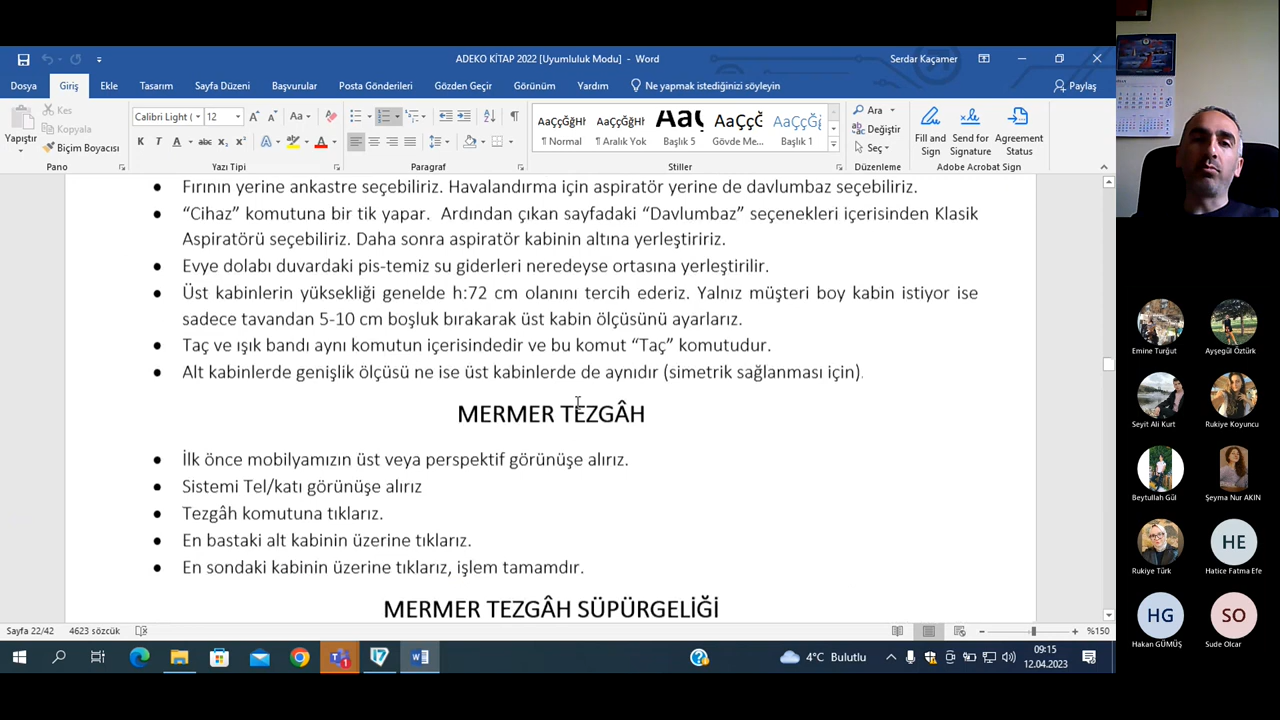 ADEKO KİTAP 2022 [Uyumluluk Modu] - Word
Serdar Kaçamer
Dosya Giriş Ekle Tasarım Sayfa Düzeni Başvurular Posta Gönderileri Gözden Geçir Görünüm Yardım Ne yapmak istediğinizi söyleyin Paylaş
Yapıştır
Kes
Kopyala
Biçim Boyacısı
Pano
Calibri Light ( 12
Yazı Tipi
Paragraf
AaÇçĞğHł AaÇçĞğHł AaÇç AaÇçĞ AaÇçĞğ
¶ Normal ¶ Aralık Yok Başlık 5 Gövde Me... Başlık 1
Stiller
Ara
Değiştir
Seç
Düzenleme
Fill and Sign
Send for Signature
Agreement Status
Adobe Acrobat Sign
• Fırının yerine ankastre seçebiliriz. Havalandırma için aspiratör yerine de davlumbaz seçebiliriz.
• “Cihaz” komutuna bir tik yapar. Ardından çıkan sayfadaki “Davlumbaz” seçenekleri içerisinden Klasik
Aspiratörü seçebiliriz. Daha sonra aspiratör kabinin altına yerleştiririz.
• Evye dolabı duvardaki pis-temiz su giderleri neredeyse ortasına yerleştirilir.
• Üst kabinlerin yüksekliği genelde h:72 cm olanını tercih ederiz. Yalnız müşteri boy kabin istiyor ise
sadece tavandan 5-10 cm boşluk bırakarak üst kabin ölçüsünü ayarlarız.
• Taç ve ışık bandı aynı komutun içerisindedir ve bu komut “Taç” komutudur.
• Alt kabinlerde genişlik ölçüsü ne ise üst kabinlerde de aynıdır (simetrik sağlanması için).
MERMER TEZGÂH
• İlk önce mobilyamızın üst veya perspektif görünüşe alırız.
• Sistemi Tel/katı görünüşe alırız
• Tezgâh komutuna tıklarız.
• En bastaki alt kabinin üzerine tıklarız.
• En sondaki kabinin üzerine tıklarız, işlem tamamdır.
MERMER TEZGÂH SÜPÜRGELİĞİ
Sayfa 22/42 4623 sözcük %150
4°C Bulutlu
09:15
12.04.2023
Emine Turğut
Ayşegül Öztürk
Seyit Ali Kurt
Rukiye Koyuncu
Beytullah Gül
Şeyma Nur AKIN
Rukiye Türk
HE
Hatice Fatma Efe
HG
Hakan GÜMÜŞ
SO
Sude Olcar